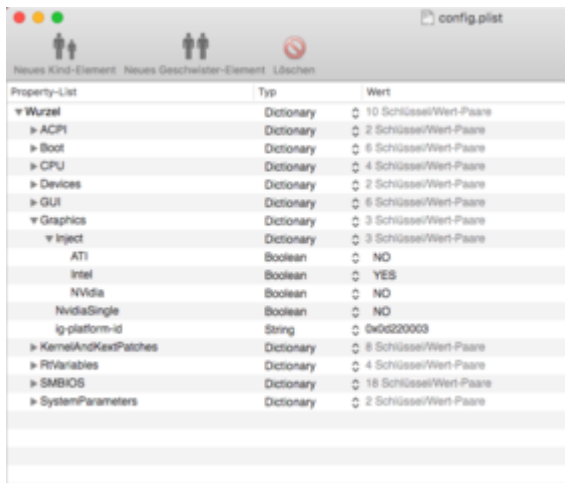 config.plist
Neues Kind-Element Neues Geschwister-Element Löschen
Property-List Typ Wert
Wurzel Dictionary 10 Schlüssel/Wert-Paare
ACPI Dictionary 2 Schlüssel/Wert-Paare
Boot Dictionary 6 Schlüssel/Wert-Paare
CPU Dictionary 4 Schlüssel/Wert-Paare
Devices Dictionary 2 Schlüssel/Wert-Paare
GUI Dictionary 6 Schlüssel/Wert-Paare
Graphics Dictionary 3 Schlüssel/Wert-Paare
Inject Dictionary 3 Schlüssel/Wert-Paare
ATI Boolean NO
Intel Boolean YES
NVidia Boolean NO
NvidiaSingle Boolean NO
ig-platform-id String 0x0d220003
KernelAndKextPatches Dictionary 8 Schlüssel/Wert-Paare
RtVariables Dictionary 4 Schlüssel/Wert-Paare
SMBIOS Dictionary 18 Schlüssel/Wert-Paare
SystemParameters Dictionary 2 Schlüssel/Wert-Paare